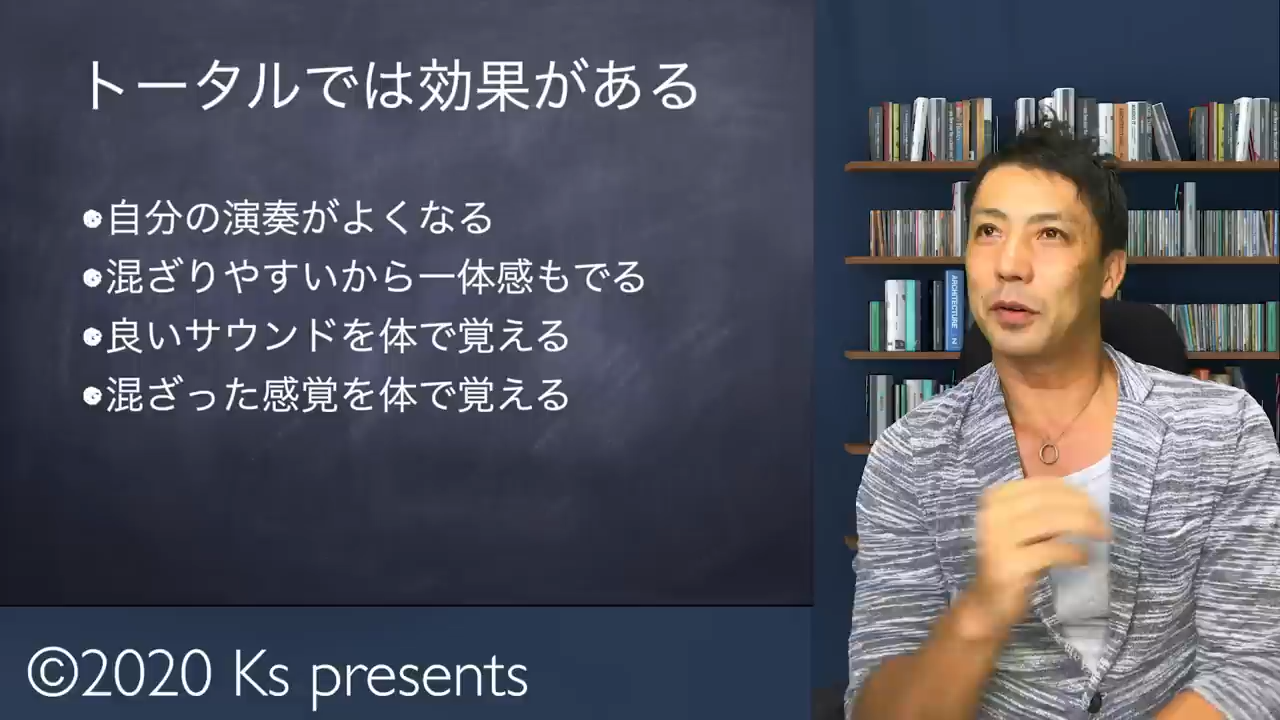 トータルでは効果がある
●自分の演奏がよくなる
●混ざりやすいから一体感もでる
●良いサウンドを体で覚える
●混ざった感覚を体で覚える
©2020 Ks presents
ARCHITECTURE